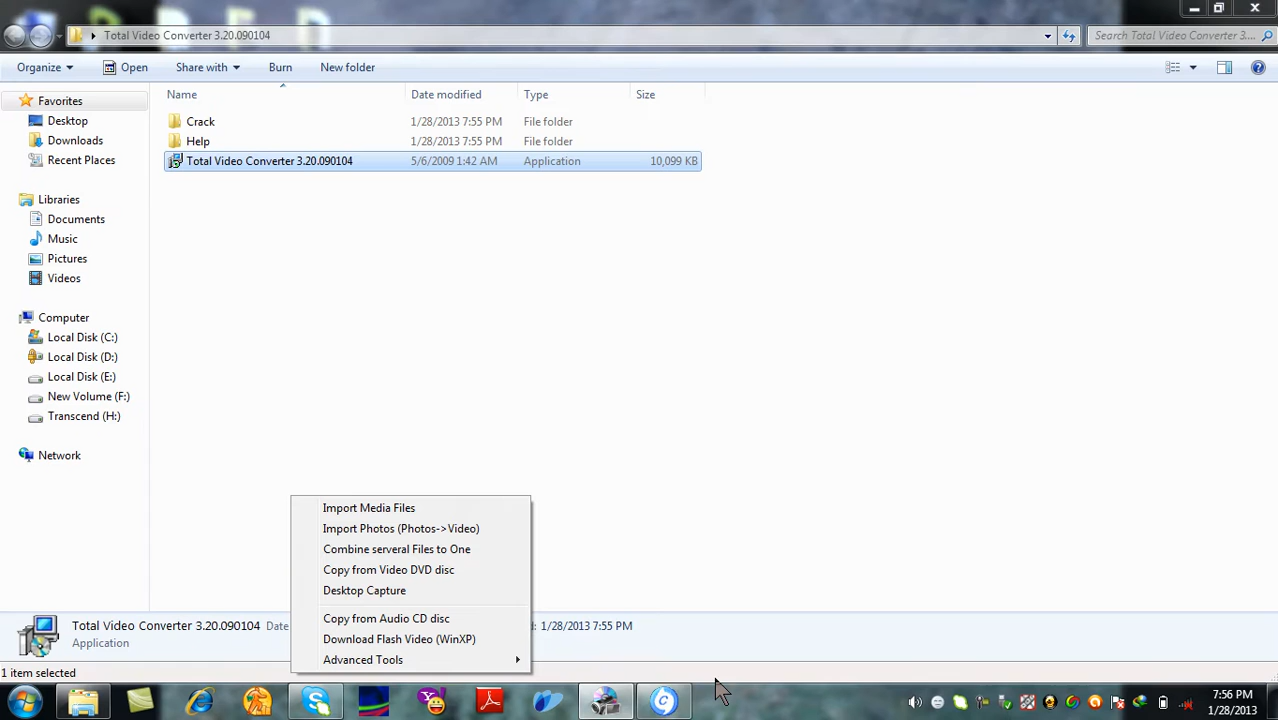 Total Video Converter 3.20.090104
Search Total Video Converter 3....
Organize Open Share with Burn New folder
Name Date modified Type Size
Favorites
Desktop
Downloads
Recent Places
Libraries
Documents
Music
Pictures
Videos
Computer
Local Disk (C:)
Local Disk (D:)
Local Disk (E:)
New Volume (F:)
Transcend (H:)
Network
Crack 1/28/2013 7:55 PM File folder
Help 1/28/2013 7:55 PM File folder
Total Video Converter 3.20.090104 5/6/2009 1:42 AM Application 10,099 KB
Import Media Files
Import Photos (Photos->Video)
Combine serveral Files to One
Copy from Video DVD disc
Desktop Capture
Copy from Audio CD disc
Download Flash Video (WinXP)
Advanced Tools
Total Video Converter 3.20.090104 Date d: 1/28/2013 7:55 PM
Application
1 item selected
7:56 PM
1/28/2013